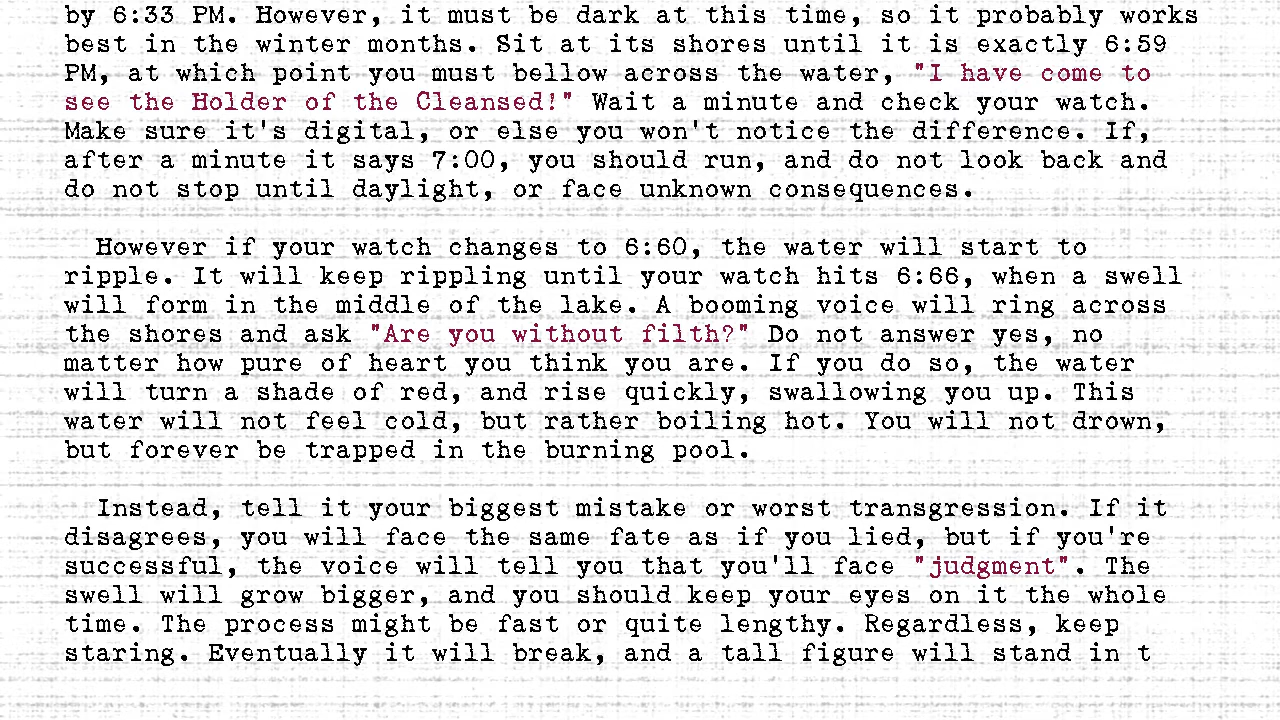 by 6:33 PM. However, it must be dark at this time, so it probably works
best in the winter months. Sit at its shores until it is exactly 6:59
PM, at which point you must bellow across the water, "I have come to
see the Holder of the Cleansed!" Wait a minute and check your watch.
Make sure it's digital, or else you won't notice the difference. If,
after a minute it says 7:00, you should run, and do not look back and
do not stop until daylight, or face unknown consequences.
However if your watch changes to 6:60, the water will start to
ripple. It will keep rippling until your watch hits 6:66, when a swell
will form in the middle of the lake. A booming voice will ring across
the shores and ask "Are you without filth?" Do not answer yes, no
matter how pure of heart you think you are. If you do so, the water
will turn a shade of red, and rise quickly, swallowing you up. This
water will not feel cold, but rather boiling hot. You will not drown,
but forever be trapped in the burning pool.
Instead, tell it your biggest mistake or worst transgression. If it
disagrees, you will face the same fate as if you lied, but if you're
successful, the voice will tell you that you'll face "judgment". The
swell will grow bigger, and you should keep your eyes on it the whole
time. The process might be fast or quite lengthy. Regardless, keep
staring. Eventually it will break, and a tall figure will stand in t